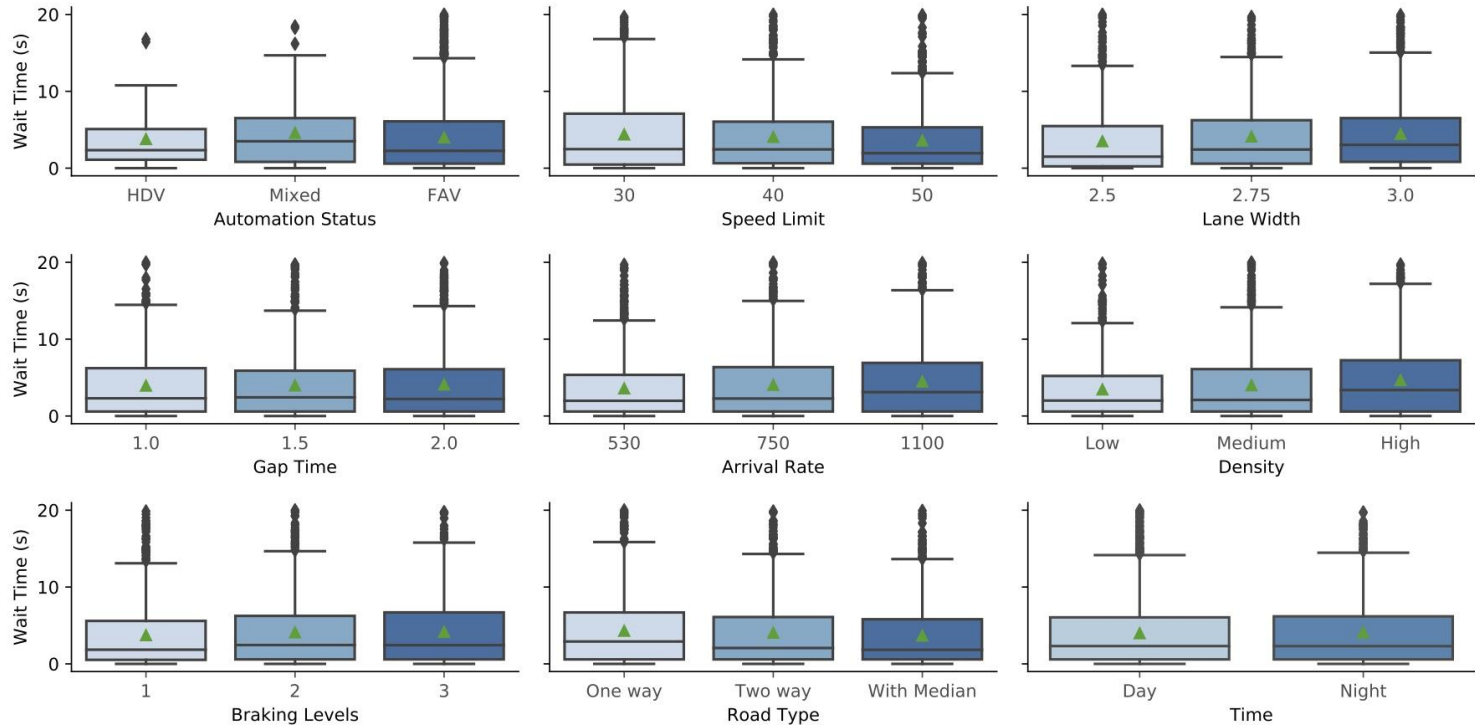 20
10
0
Wait Time (s)
HDV Mixed FAV
Automation Status
30 40 50
Speed Limit
2.5 2.75 3.0
Lane Width
20
10
0
Wait Time (s)
1.0 1.5 2.0
Gap Time
530 750 1100
Arrival Rate
Low Medium High
Density
20
10
0
Wait Time (s)
1 2 3
Braking Levels
One way Two way With Median
Road Type
Day Night
Time